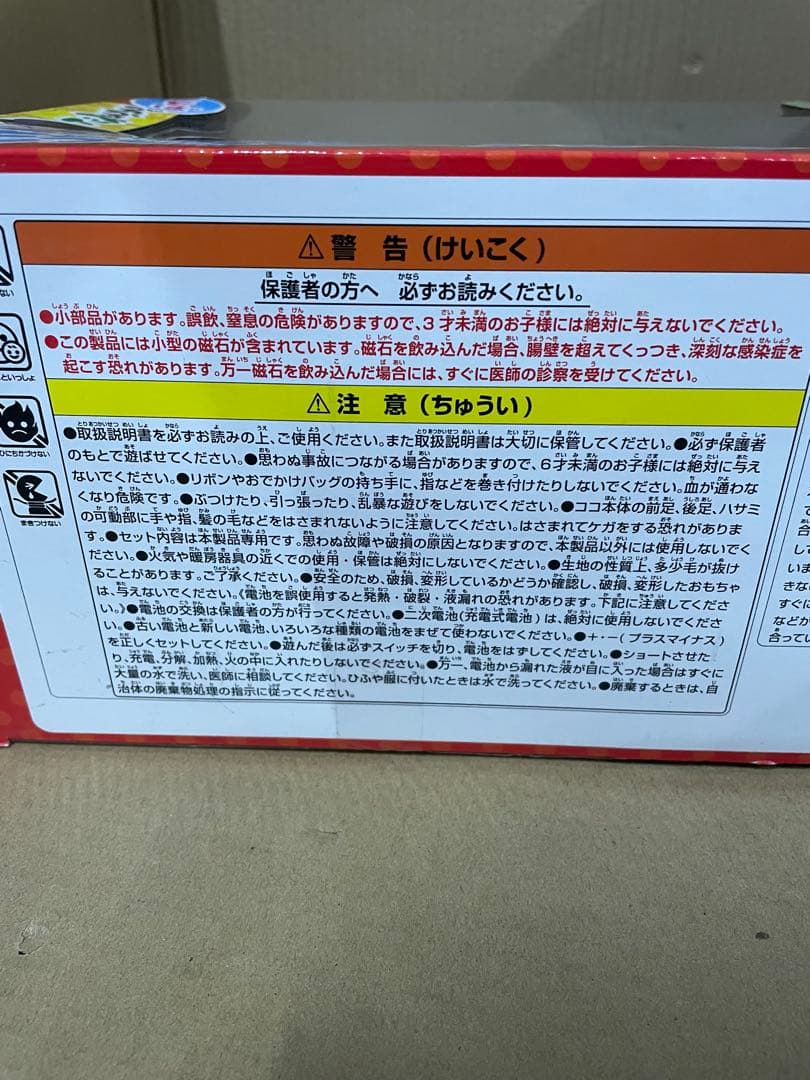 ⚠警 告(けいこく)
保護者の方へ 必ずお読みください。
●小部品があります。誤飲、窒息の危険がありますので、3才未満のお子様には絶対に与えないでください。
●この製品には小型の磁石が含まれています。磁石を飲み込んだ場合、腸壁を超えてくっつき、深刻な感染症を
起こす恐れがあります。万一磁石を飲み込んだ場合には、すぐに医師の診察を受けてください。
⚠注 意(ちゅうい)
●取扱説明書を必ずお読みの上、ご使用ください。また取扱説明書は大切に保管してください。●必ず保護者
のもとで遊ばせてください。●思わぬ事故につながる場合がありますので、6才未満のお子様には絶対に与え
ないでください。●リボンやおでかけバッグの持ち手に、指などを巻き付けたりしないでください。血が通わな
くなり危険です。●ぶつけたり、引っ張ったり、乱暴な遊びをしないでください。●ココ本体の前足、後足、ハサミ
の可動部に手や指、髪の毛などをはさまれないように注意してください。はさまれてケガをする恐れがありま
す。●セット内容は本製品専用です。思わぬ故障や破損の原因となりますので、本製品以外には使用しないでく
ださい。●火気や暖房器具の近くでの使用・保管は絶対にしないでください。●生地の性質上、多少毛が抜け
ることがあります。ご了承ください。●安全のため、破損、変形しているかどうか確認し、破損、変形したおもちゃ
は、与えないでください。《電池を誤使用すると発熱・破裂・液漏れの恐れがあります。下記に注意してくださ
い。》●電池の交換は保護者の方が行ってください。●二次電池(充電式電池)は、絶対に使用しないでくださ
い。●古い電池と新しい電池、いろいろな種類の電池をまぜて使わないでください。●+・−(プラスマイナス)
を正しくセットしてください。●遊んだ後は必ずスイッチを切り、電池をはずしてください。●ショートさせた
り、充電、分解、加熱、火の中に入れたりしないでください。●万一、電池から漏れた液が目に入った場合はすぐに
大量の水で洗い、医師に相談してください。ひふや服に付いたときは水で洗ってください。●廃棄するときは、自
治体の廃棄物処理の指示に従ってください。
ない
といっしょ
ひにちかづけない
まきつけない